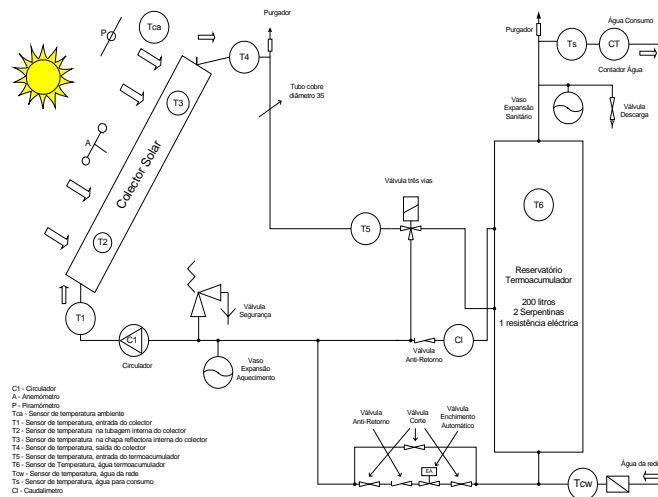 Tca
P
Purgador
T4
T3
Tubo cobre
diâmetro 35
A
Colector Solar
T2
T1
C1
Circulador
Válvula
Segurança
Vaso
Expansão
Aquecimento
Válvula três vias
T5
Válvula
Anti-Retorno
Cl
Purgador
Ts
CT
Água Consumo
Contador Água
Vaso
Expansão
Sanitário
Válvula
Descarga
T6
Reservatório
Termoacumulador
200 litros
2 Serpentinas
1 resistência eléctrica
Válvula
Anti-Retorno
Válvula
Corte
Válvula
Enchimento
Automático
EA
Tcw
Água da rede
C1 - Circulador
A - Anemómetro
P - Piramómetro
Tca - Sensor de temperatura ambiente
T1 - Sensor de temperatura, entrada do colector
T2 - Sensor de temperatura na tubagem interna do colector
T3 - Sensor de temperatura na chapa reflectora interna do colector
T4 - Sensor de temperatura, saída do colector
T5 - Sensor de temperatura, entrada do termoacumulador
T6 - Sensor de Temperatura, água termoacumulador
Tcw - Sensor de temperatura, água da rede
Ts - Sensor de temperatura, água para consumo
Cl - Caudalímetro